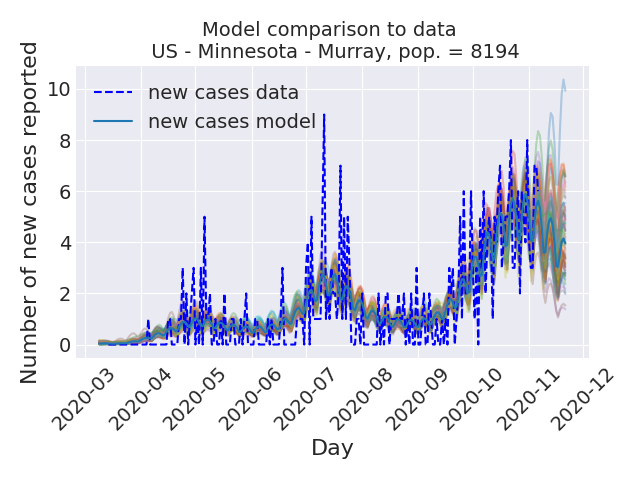 Model comparison to data
US - Minnesota - Murray, pop. = 8194
Number of new cases reported
10
8
6
4
2
0
new cases data
new cases model
2020-03
2020-04
2020-05
2020-06
2020-07
2020-08
2020-09
2020-10
2020-11
2020-12
Day